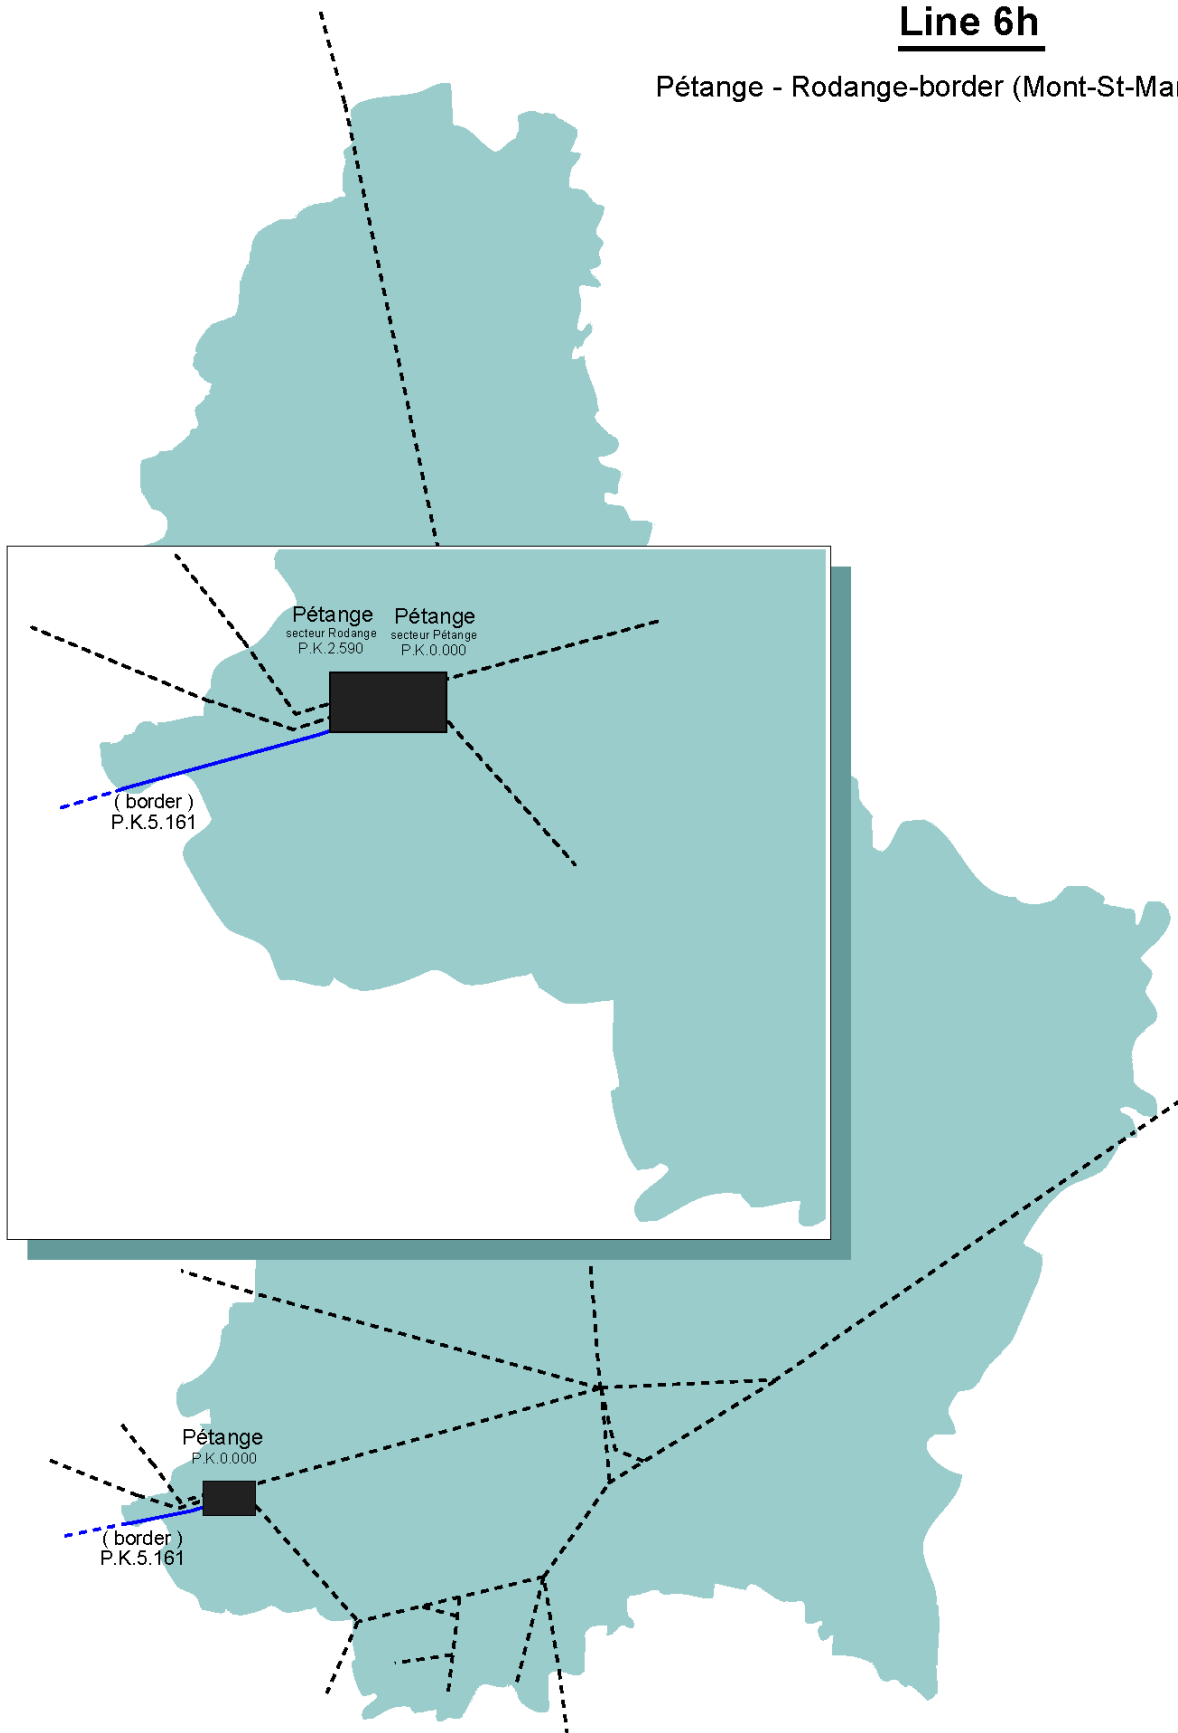 Line 6h
Pétange - Rodange-border (Mont-St-Mar
Pétange
secteur Rodange
P.K.2.590
Pétange
secteur Pétange
P.K.0.000
( border )
P.K.5.161
Pétange
P.K.0.000
( border )
P.K.5.161